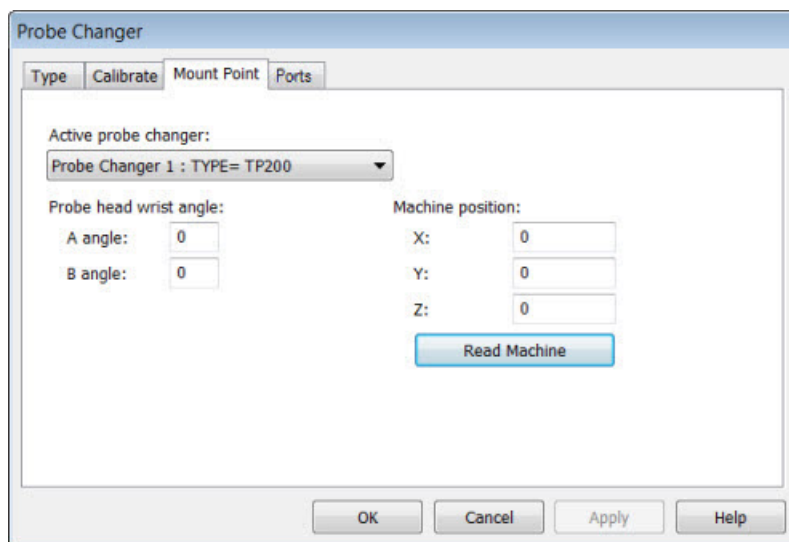 Probe Changer
Type Calibrate Mount Point Ports
Active probe changer:
Probe Changer 1 : TYPE= TP200
Probe head wrist angle: Machine position:
A angle: 0 X: 0
B angle: 0 Y: 0
Z: 0
Read Machine
OK Cancel Apply Help